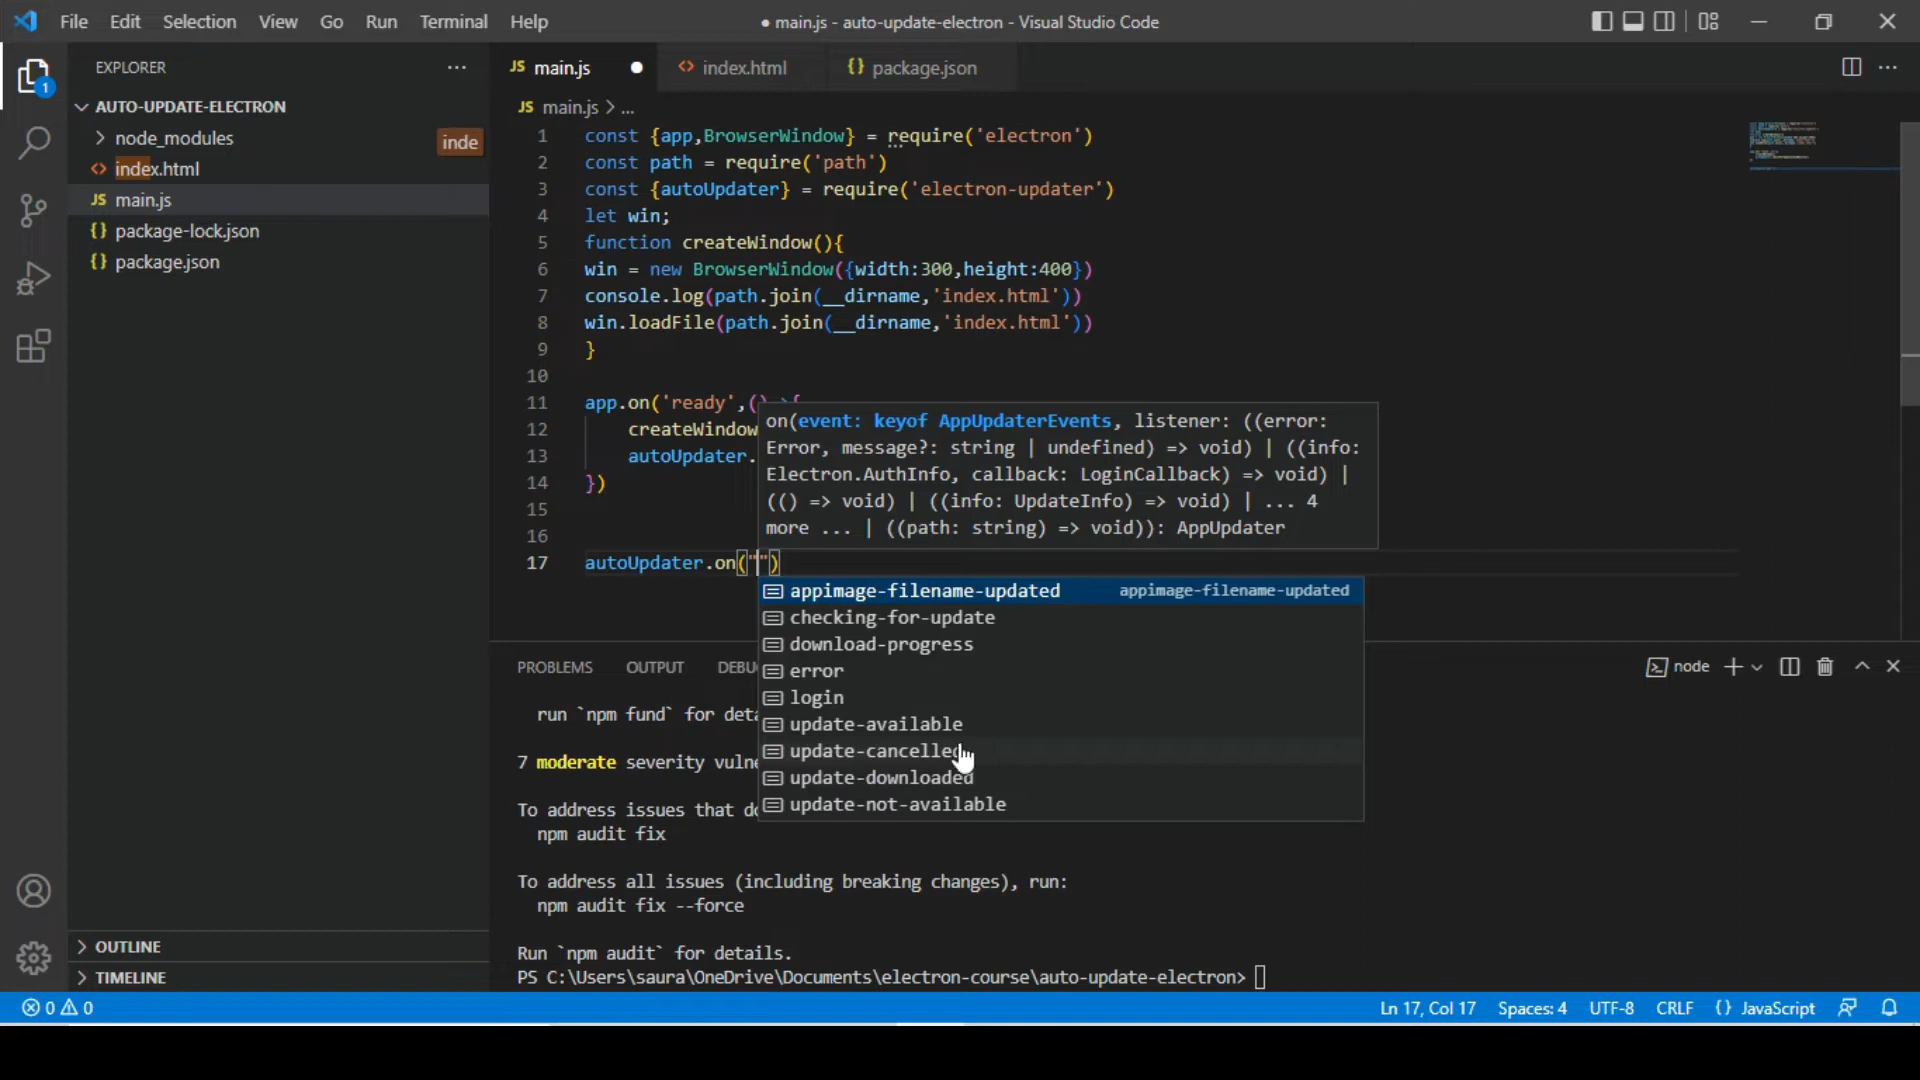 File Edit Selection View Go Run Terminal Help
● main.js - auto-update-electron - Visual Studio Code
EXPLORER
1
AUTO-UPDATE-ELECTRON
node_modules
inde
index.html
main.js
package-lock.json
package.json
OUTLINE
TIMELINE
JS main.js
<> index.html
{} package.json
JS main.js > ...
1 const {app,BrowserWindow} = require('electron')
2 const path = require('path')
3 const {autoUpdater} = require('electron-updater')
4 let win;
5 function createWindow(){
6 win = new BrowserWindow({width:300,height:400})
7 console.log(path.join(__dirname,'index.html'))
8 win.loadFile(path.join(__dirname,'index.html'))
9 }
10
11 app.on('ready',()
12 createWindow
13 autoUpdater.
14 })
15
16
17 autoUpdater.on("")
on(event: keyof AppUpdaterEvents, listener: ((error:
Error, message?: string | undefined) => void) | ((info:
Electron.AuthInfo, callback: LoginCallback) => void) |
(() => void) | ((info: UpdateInfo) => void) | ... 4
more ... | ((path: string) => void)): AppUpdater
appimage-filename-updated appimage-filename-updated
checking-for-update
download-progress
error
login
update-available
update-cancelled
update-downloaded
update-not-available
PROBLEMS OUTPUT DEBU
node
run `npm fund` for deta
7 moderate severity vulne
To address issues that do
npm audit fix
To address all issues (including breaking changes), run:
npm audit fix --force
Run `npm audit` for details.
PS C:\Users\saura\OneDrive\Documents\electron-course\auto-update-electron>
0 0
Ln 17, Col 17 Spaces: 4 UTF-8 CRLF {} JavaScript